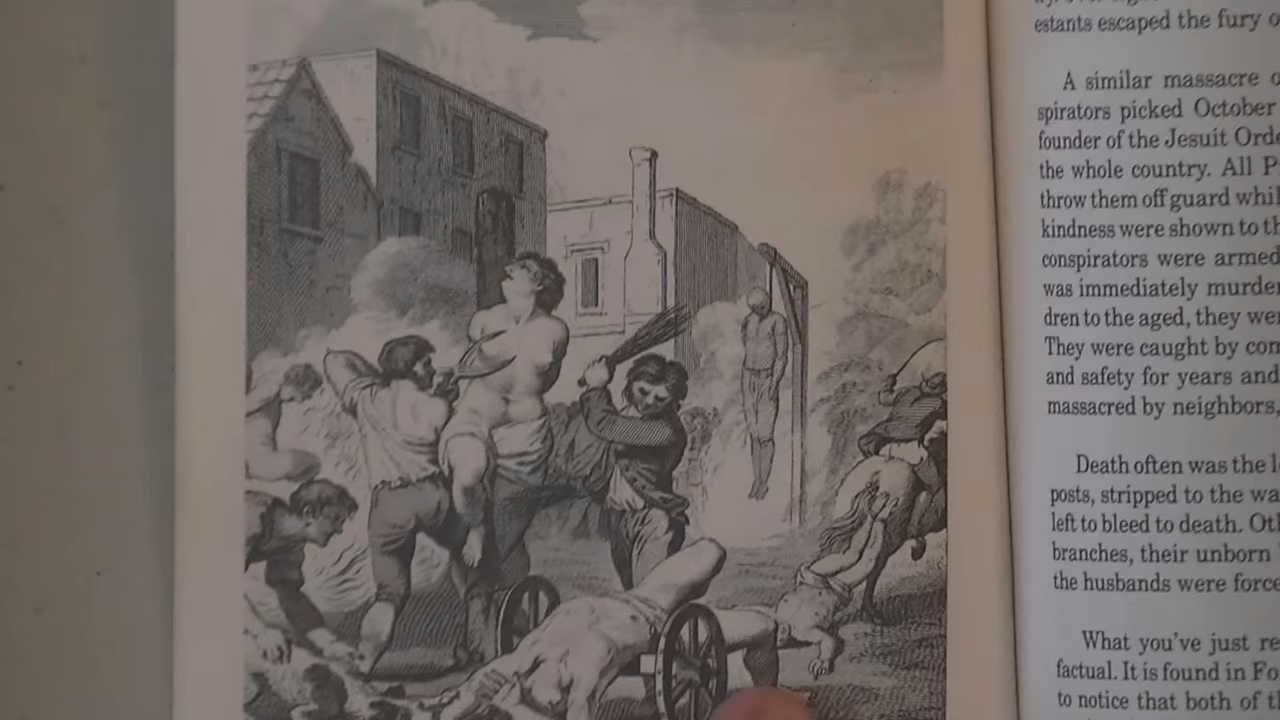 estants escaped the fury o
A similar massacre o
spirators picked October
founder of the Jesuit Orde
the whole country. All P
throw them off guard whil
kindness were shown to th
conspirators were armed
was immediately murder
dren to the aged, they wer
They were caught by com
and safety for years and
massacred by neighbors,
Death often was the l
posts, stripped to the wa
left to bleed to death. Oth
branches, their unborn
the husbands were force
What you've just re
factual. It is found in Fo
to notice that both of th